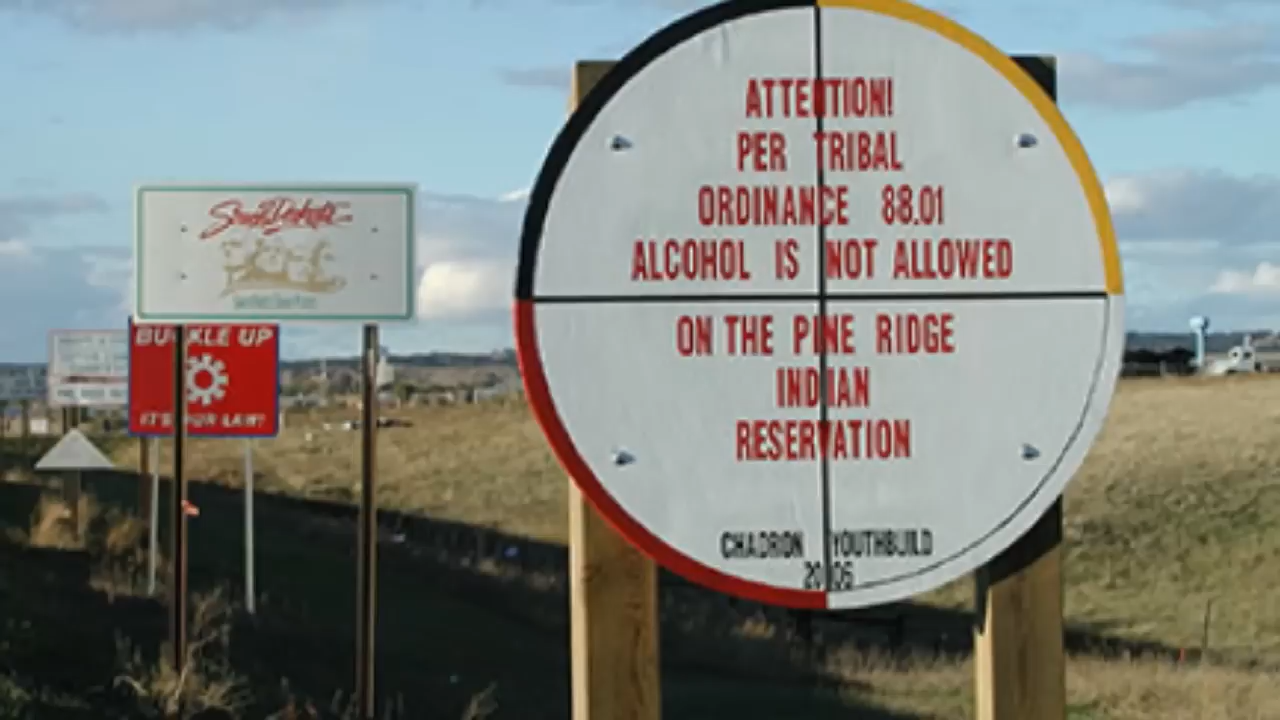 ATTENTION!
PER TRIBAL
ORDINANCE 88.01
ALCOHOL IS NOT ALLOWED
ON THE PINE RIDGE
INDIAN
RESERVATION
CHADRON YOUTHBUILD
2006
South Dakota
BUCKLE UP
IT'S OUR LAW!